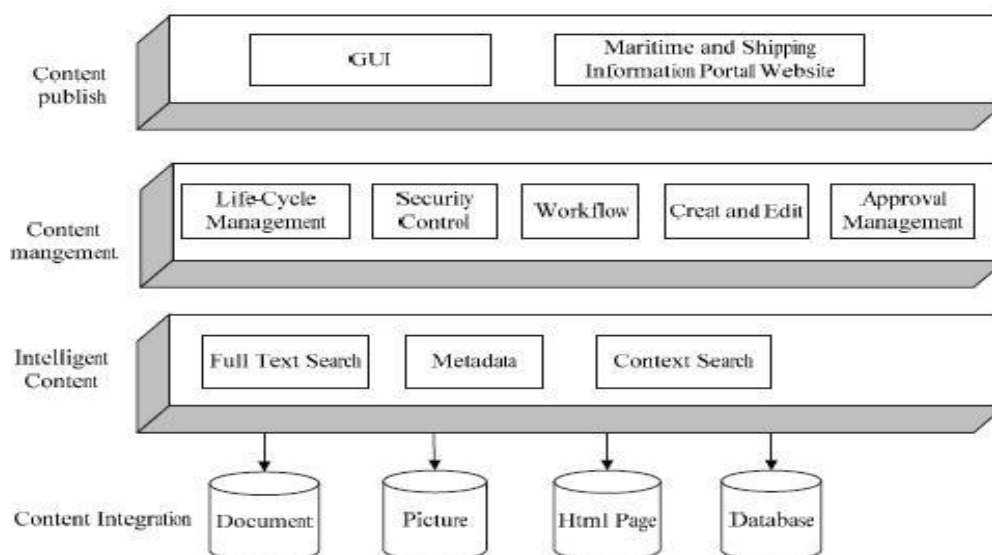 Content
publish
GUI
Maritime and Shipping
Information Portal Website
Content
mangement
Life-Cycle
Management
Security
Control
Workflow
Creat and Edit
Approval
Management
Intelligent
Content
Full Text Search
Metadada
Context Search
Content Integration
Document
Picture
Html Page
Database